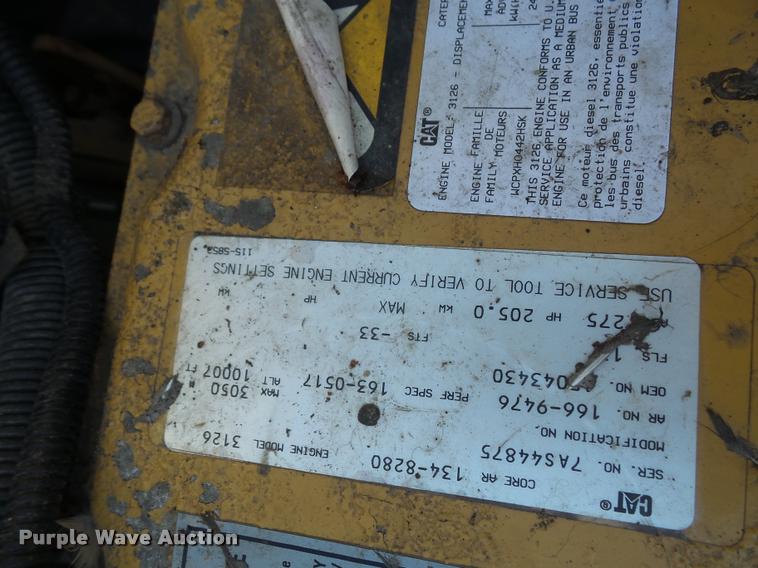 CAT®
CORE AR 134-8280 ENGINE MODEL 3126
SER. NO. 7AS44875
MODIFICATION NO.
AR NO. 166-9476 PERF SPEC 163-0517 MAX ALT 3050 M 10007 FT
OEM NO. 043430
FLS FTS -33
275 HP 205.0 KW MAX HP KW
USE SERVICE TOOL TO VERIFY CURRENT ENGINE SETTINGS
115-5853
CAT®
ENGINE MODEL: 3126 - DISPLACEMEN
ENGINE FAMILLE
FAMILY DE MOTEURS
WCPXH0442HSK
THIS 3126 ENGINE CONFORMS TO U.
SERVICE APPLICATION AS A MEDIUM
ENGINE FOR USE IN AN URBAN BUS
Ce moteur diesel 3126, essenti
protection de l'environnement
les bus des transports publics
urbains constitue une violatio
diesel
Purple Wave Auction